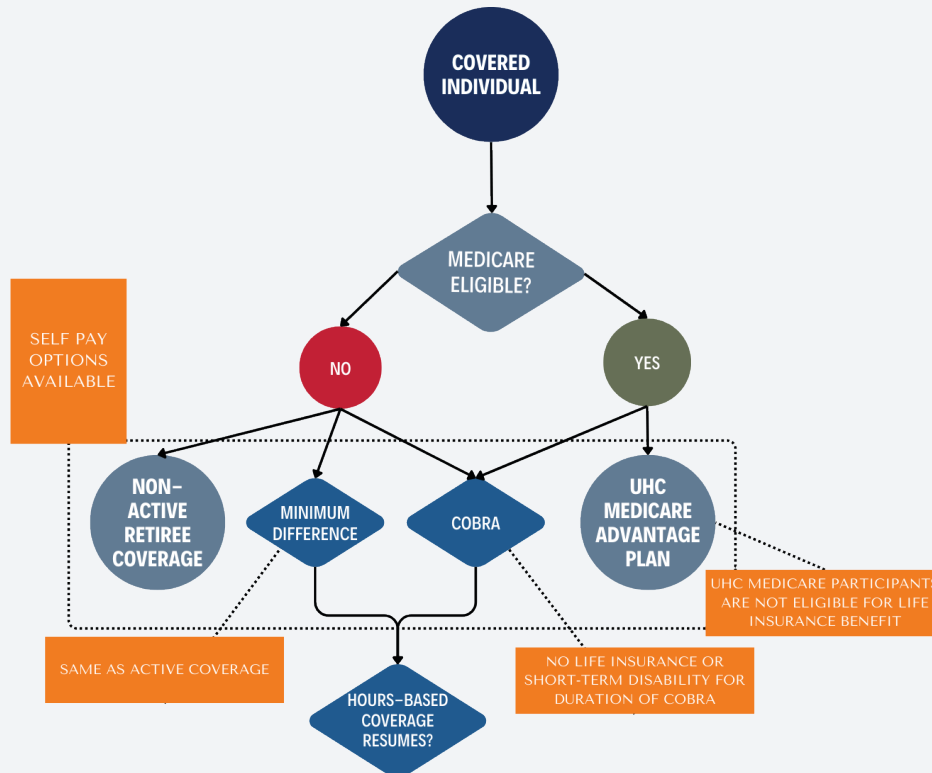 COVERED
INDIVIDUAL
MEDICARE
ELIGIBLE?
SELF PAY
OPTIONS
AVAILABLE
NO
YES
NON-
ACTIVE
RETIREE
COVERAGE
MINIMUM
DIFFERENCE
COBRA
UHC
MEDICARE
ADVANTAGE
PLAN
UHC MEDICARE PARTICIPANTS
ARE NOT ELIGIBLE FOR LIFE
INSURANCE BENEFIT
SAME AS ACTIVE COVERAGE
NO LIFE INSURANCE OR
SHORT-TERM DISABILITY FOR
DURATION OF COBRA
HOURS-BASED
COVERAGE
RESUMES?